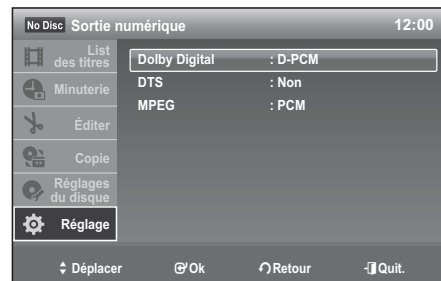 No Disc Sortie numérique 12:00
List
des titres
Minuterie
Éditer
Copie
Réglages
du disque
Réglage
Dolby Digital : D-PCM
DTS : Non
MPEG : PCM
Déplacer Ok Retour Quit.